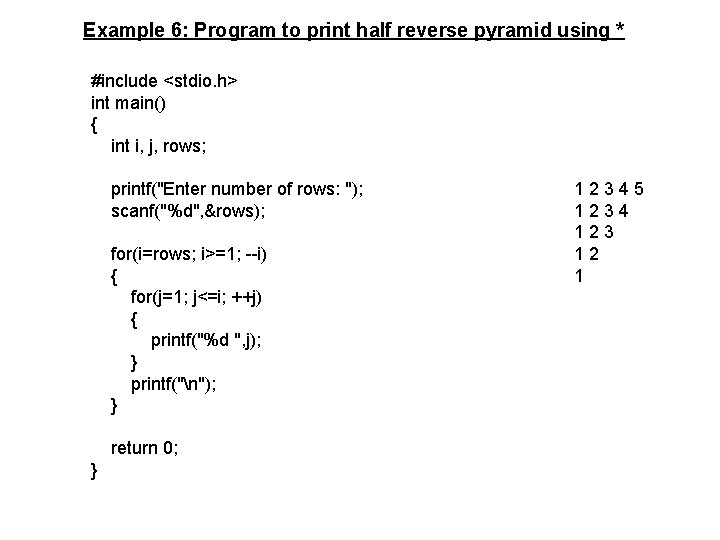 Example 6: Program to print half reverse pyramid using *
#include <stdio.h>
int main()
{
int i, j, rows;
printf("Enter number of rows: ");
scanf("%d",&rows);
for(i=rows; i>=1; --i)
{
for(j=1; j<=i; ++j)
{
printf("%d ",j);
}
printf("\n");
}
return 0;
}
1 2 3 4 5
1 2 3 4
1 2 3
1 2
1